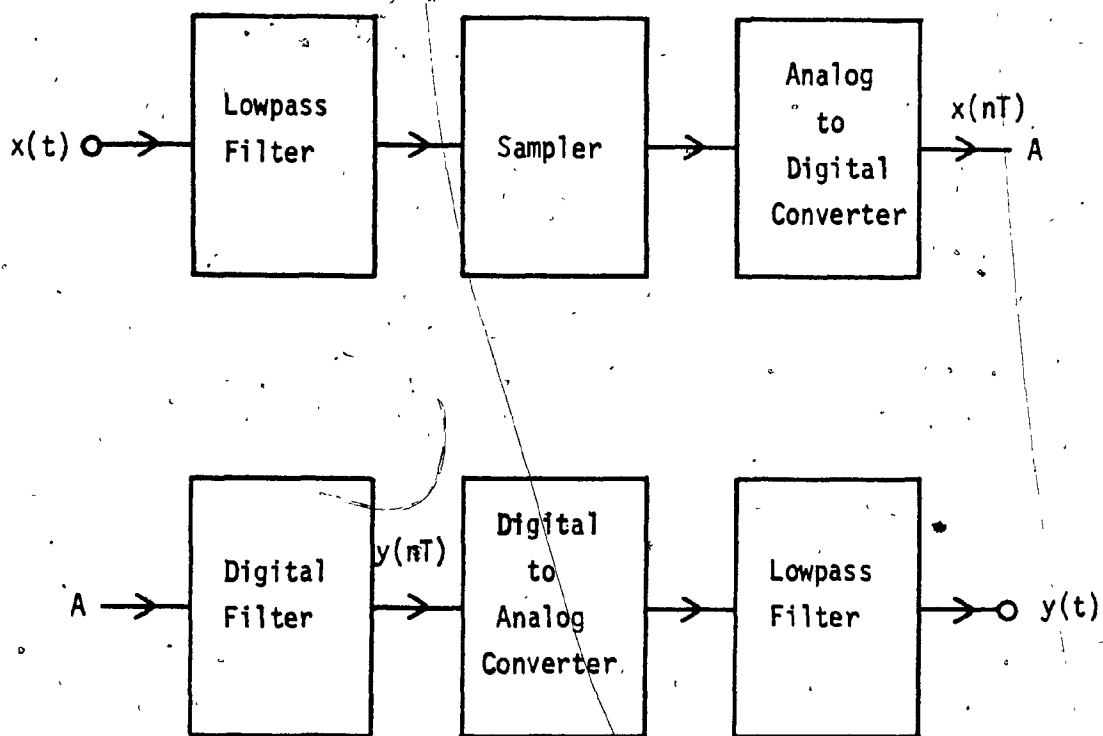 x(t)
Lowpass
Filter
Sampler
Analog
to
Digital
Converter
x(nT)
A
A
Digital
Filter
y(nT)
Digital
to
Analog
Converter
Lowpass
Filter
y(t)